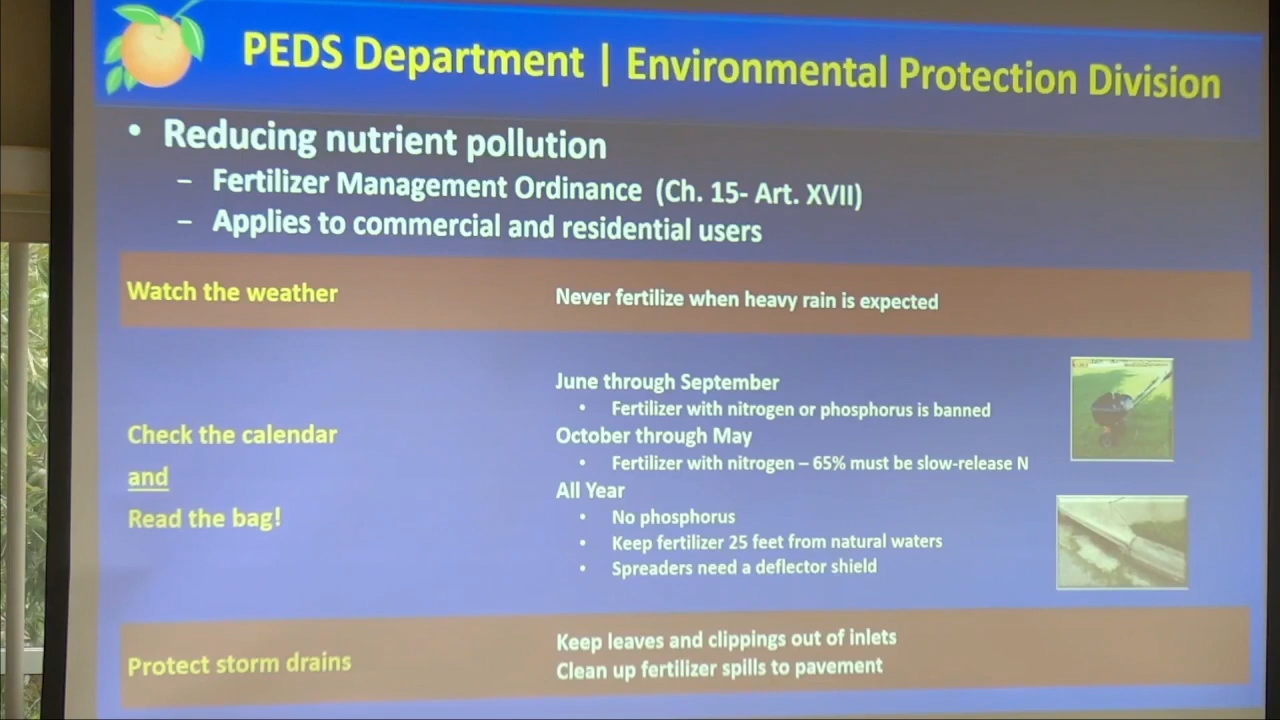 PEDS Department | Environmental Protection Division
• Reducing nutrient pollution
– Fertilizer Management Ordinance (Ch. 15- Art. XVII)
– Applies to commercial and residential users
Watch the weather
Never fertilize when heavy rain is expected
Check the calendar
and
Read the bag!
June through September
• Fertilizer with nitrogen or phosphorus is banned
October through May
• Fertilizer with nitrogen – 65% must be slow-release N
All Year
• No phosphorus
• Keep fertilizer 25 feet from natural waters
• Spreaders need a deflector shield
Protect storm drains
Keep leaves and clippings out of inlets
Clean up fertilizer spills to pavement